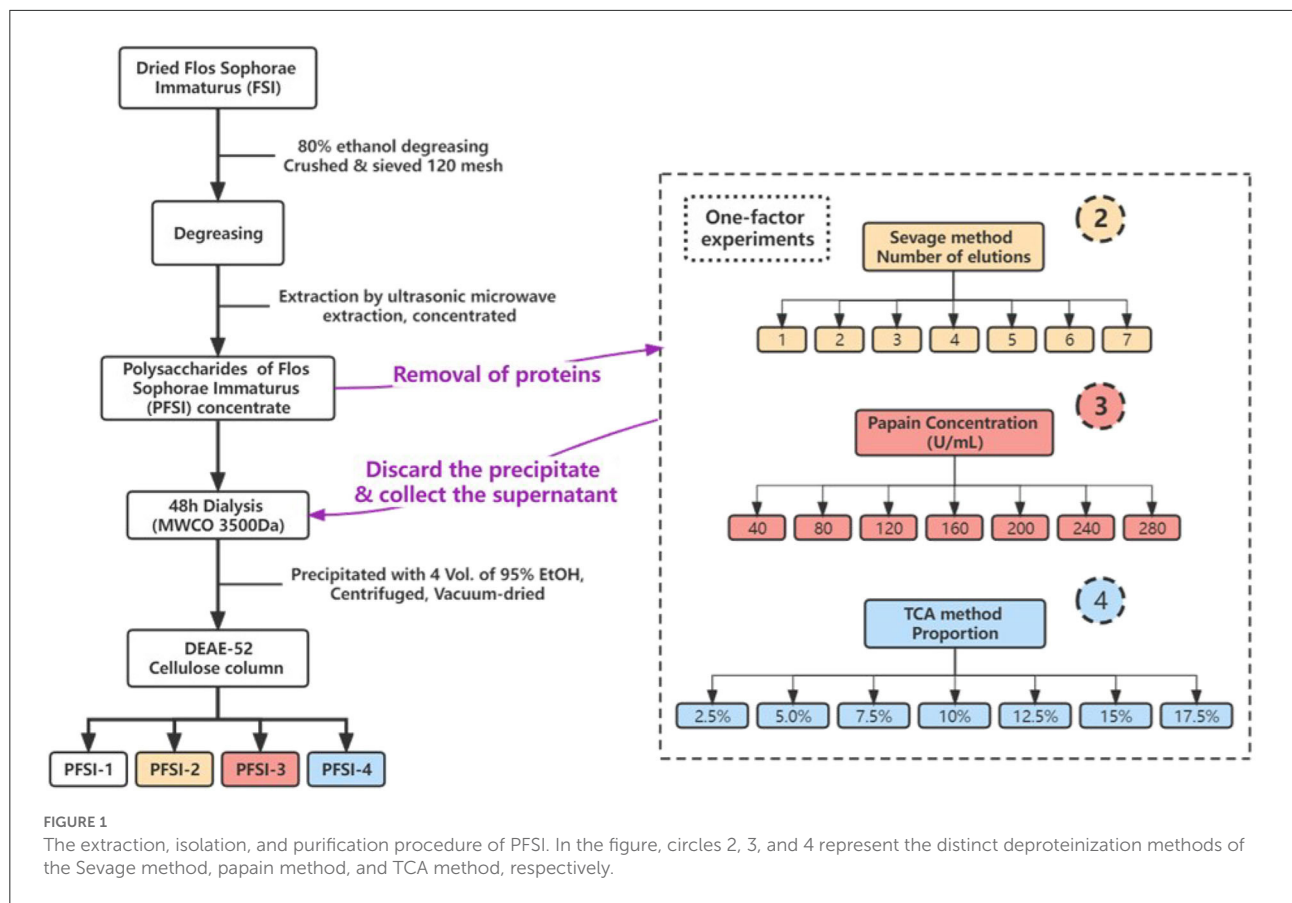 Dried Flos Sophorae
Immaturus (FSI)
80% ethanol degreasing
Crushed & sieved 120 mesh
Degreasing
Extraction by ultrasonic microwave
extraction, concentrated
Polysaccharides of Flos
Sophorae Immaturus
(PFSI) concentrate
Removal of proteins
Discard the precipitate
& collect the supernatant
48h Dialysis
(MWCO 3500Da)
Precipitated with 4 Vol. of 95% EtOH,
Centrifuged, Vacuum-dried
DEAE-52
Cellulose column
PFSI-1 PFSI-2 PFSI-3 PFSI-4
One-factor
experiments
2
Sevage method
Number of elutions
1 2 3 4 5 6 7
3
Papain Concentration
(U/mL)
40 80 120 160 200 240 280
4
TCA method
Proportion
2.5% 5.0% 7.5% 10% 12.5% 15% 17.5%
FIGURE 1
The extraction, isolation, and purification procedure of PFSI. In the figure, circles 2, 3, and 4 represent the distinct deproteinization methods of
the Sevage method, papain method, and TCA method, respectively.